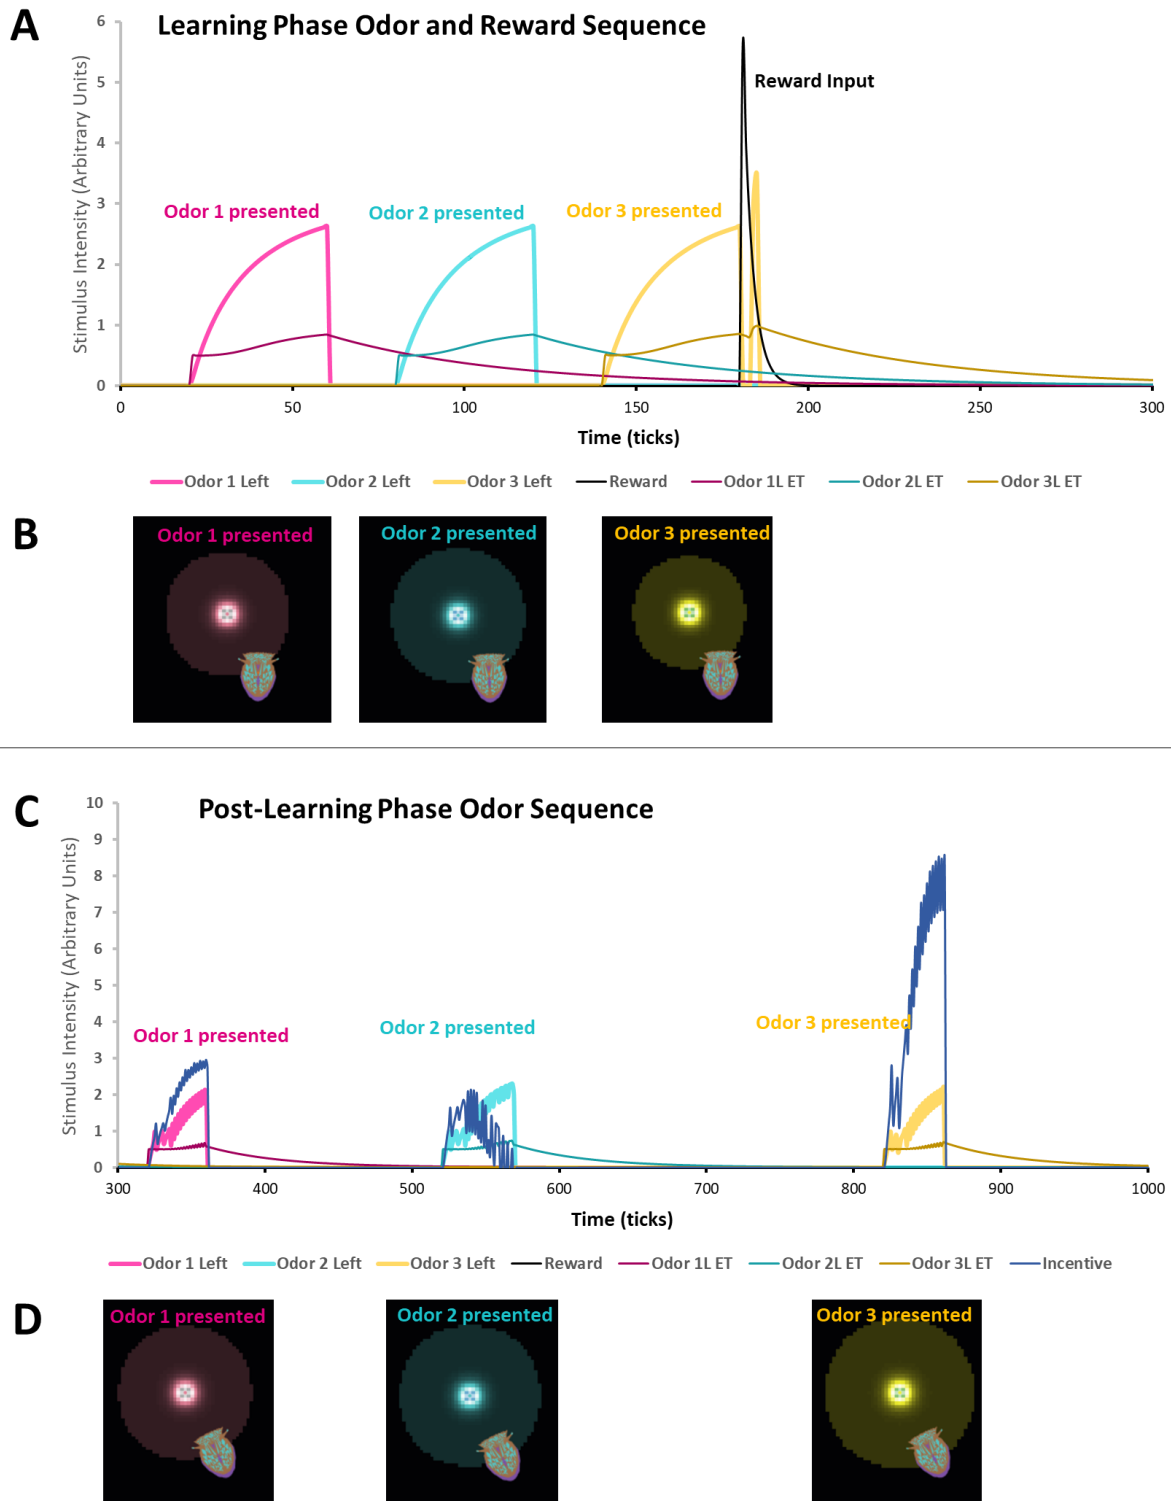 A
Learning Phase Odor and Reward Sequence
Stimulus Intensity (Arbitrary Units)
6
5
4
3
2
1
0
Reward Input
Odor 1 presented
Odor 2 presented
Odor 3 presented
0 50 100 150 200 250 300
Time (ticks)
Odor 1 Left Odor 2 Left Odor 3 Left Reward Odor 1L ET Odor 2L ET Odor 3L ET
B
Odor 1 presented
Odor 2 presented
Odor 3 presented
C
Post-Learning Phase Odor Sequence
Stimulus Intensity (Arbitrary Units)
10
9
8
7
6
5
4
3
2
1
0
Odor 1 presented
Odor 2 presented
Odor 3 presented
300 400 500 600 700 800 900 1000
Time (ticks)
Odor 1 Left Odor 2 Left Odor 3 Left Reward Odor 1L ET Odor 2L ET Odor 3L ET Incentive
D
Odor 1 presented
Odor 2 presented
Odor 3 presented